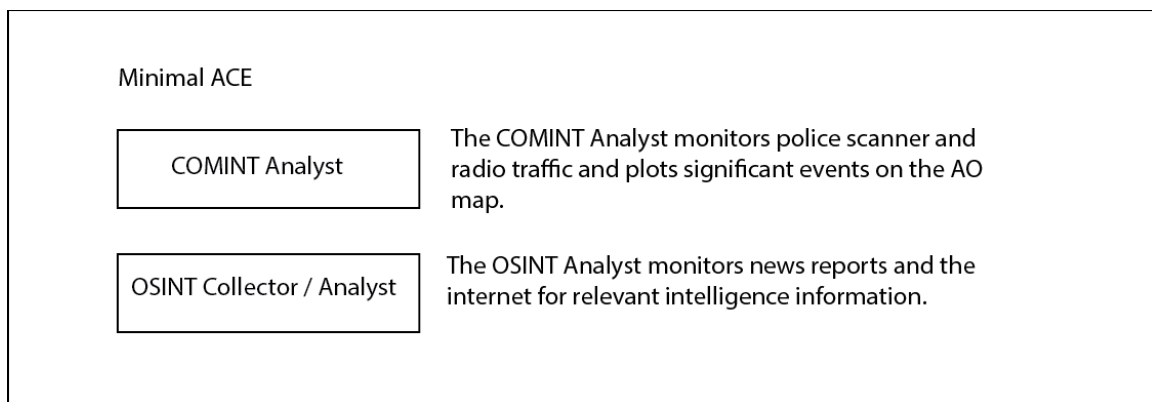 Minimal ACE
COMINT Analyst
The COMINT Analyst monitors police scanner and
radio traffic and plots significant events on the AO
map.
OSINT Collector / Analyst
The OSINT Analyst monitors news reports and the
internet for relevant intelligence information.